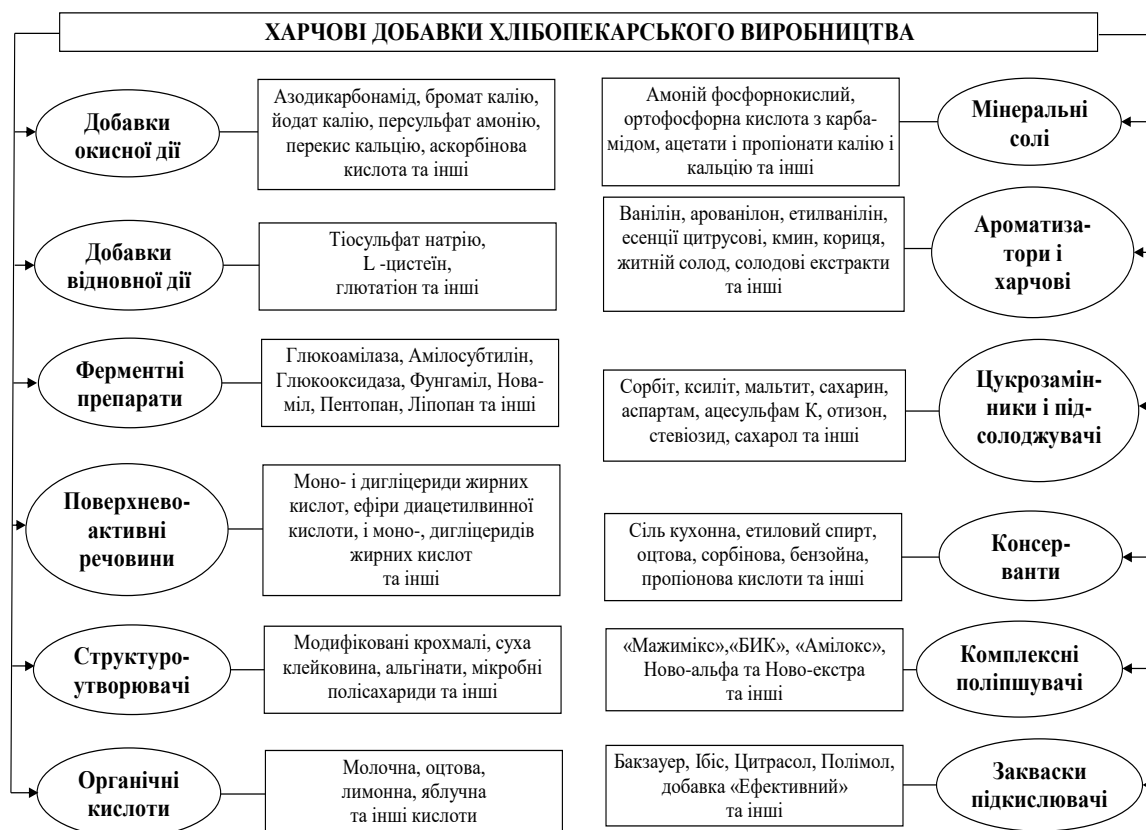 ХАРЧОВІ ДОБАВКИ ХЛІБОПЕКАРСЬКОГО ВИРОБНИЦТВА
Добавки
окисної дії
Азодикарбонамід, бромат калію,
йодат калію, персульфат амонію,
перекис кальцію, аскорбінова
кислота та інші
Добавки
відновної дії
Тіосульфат натрію,
L -цистеїн,
глютатіон та інші
Ферментні
препарати
Глюкоамілаза, Амілосубтилін,
Глюкооксидаза, Фунгаміл, Нова-
міл, Пентопан, Ліпопан та інші
Поверхнево-
активні
речовини
Моно- і дигліцериди жирних
кислот, ефіри диацетилвинної
кислоти, і моно-, дигліцеридів
жирних кислот
та інші
Структуро-
утворювачі
Модифіковані крохмалі, суха
клейковина, альгінати, мікробні
полісахариди та інші
Органічні
кислоти
Молочна, оцтова,
лимонна, яблучна
та інші кислоти
Амоній фосфорнокислий,
ортофосфорна кислота з карба-
мідом, ацетати і пропіонати калію і
кальцію та інші
Мінеральні
солі
Ванілін, арованілон, етилванілін,
есенції цитрусові, кмин, кориця,
житній солод, солодові екстракти
та інші
Ароматиза-
тори і
харчові
Сорбіт, ксиліт, мальтит, сахарин,
аспартам, ацесульфам К, отизон,
стевіозид, сахарол та інші
Цукрозамін-
ники і під-
солоджувачі
Сіль кухонна, етиловий спирт,
оцтова, сорбінова, бензойна,
пропіонова кислоти та інші
Консер-
ванти
«Мажимікс»,«БИК», «Амілокс»,
Ново-альфа та Ново-екстра
та інші
Комплексні
поліпшувачі
Бакзауер, Ібіс, Цитрасол, Полімол,
добавка «Ефективний»
та інші
Закваски
підкислювачі